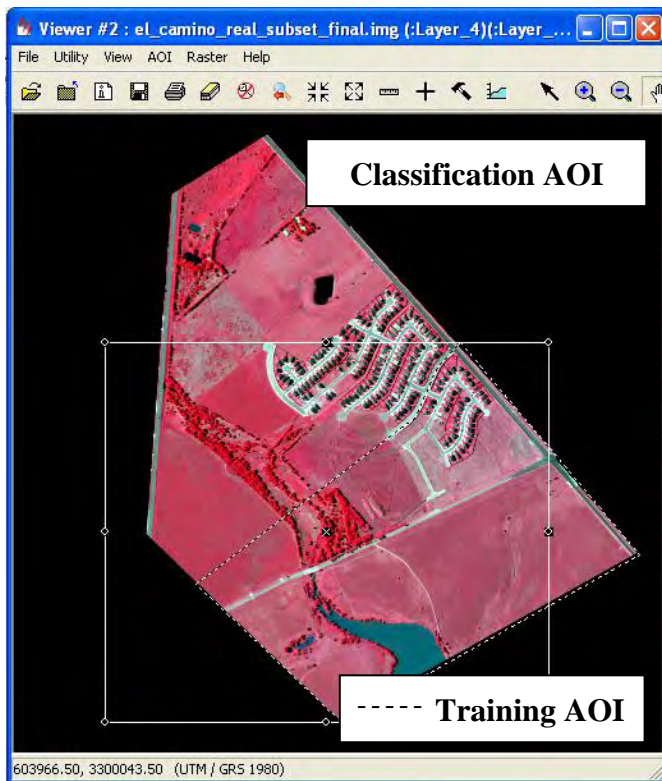 Viewer #2 : el_camino_real_subset_final.img (:Layer_4)(:Layer_...
File Utility View AOI Raster Help
Classification AOI
----- Training AOI
603966.50, 3300043.50 (UTM / GRS 1980)